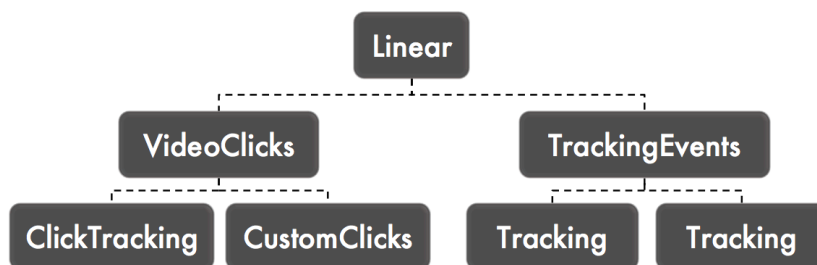 Linear
VideoClicks
TrackingEvents
ClickTracking
CustomClicks
Tracking
Tracking